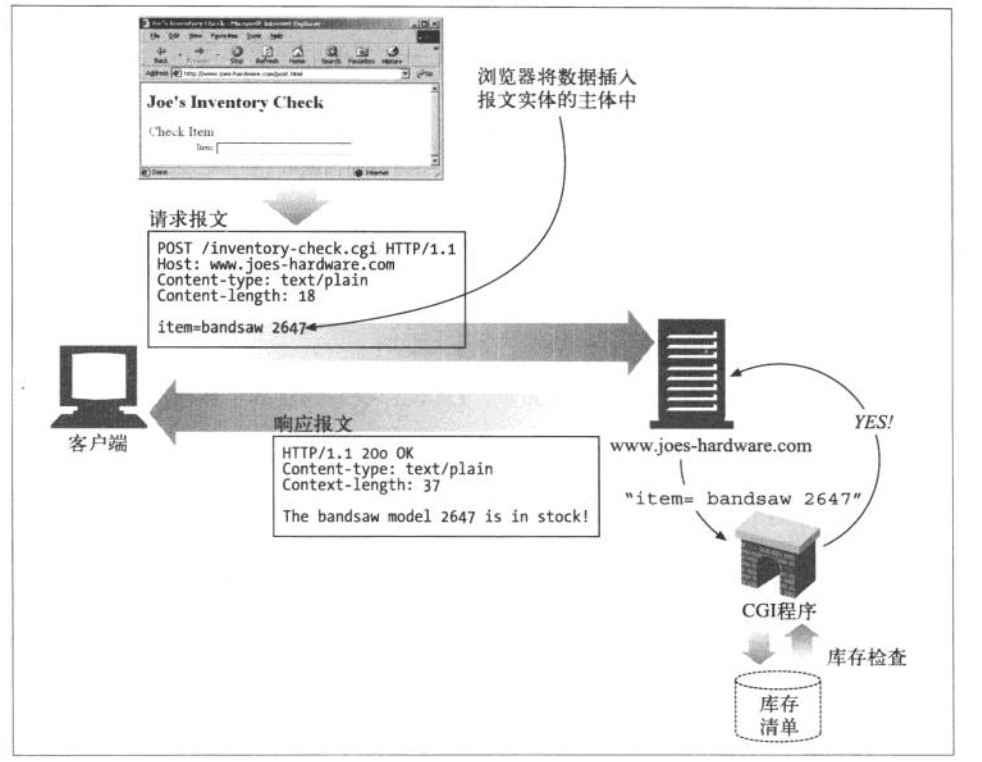 Joe's Inventory Check - Microsoft Internet Explorer
File Edit View Favorites Tools Help
Back Forward Stop Refresh Home Search Favorites History
Address http://www.joes-hardware.com/post.html
Joe's Inventory Check
Check Item
Item
Done
Internet
浏览器将数据插入
报文实体的主体中
请求报文
POST /inventory-check.cgi HTTP/1.1
Host: www.joes-hardware.com
Content-type: text/plain
Content-length: 18
item=bandsaw 2647
客户端
响应报文
HTTP/1.1 20o OK
Content-type: text/plain
Context-length: 37
The bandsaw model 2647 is in stock!
www.joes-hardware.com
YES!
"item= bandsaw 2647"
CGI程序
库存检查
库存
清单